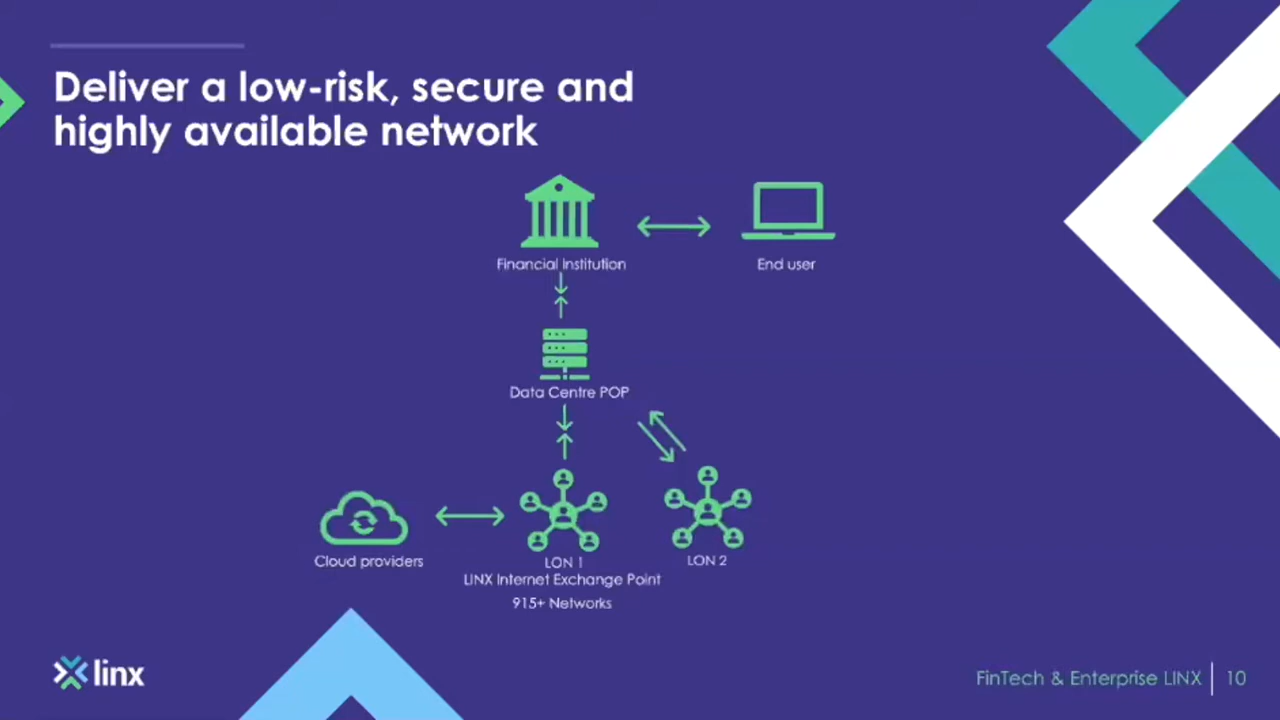 Deliver a low-risk, secure and
highly available network
Financial Institution
End user
Data Centre POP
Cloud providers
LON 1
LINX Internet Exchange Point
915+ Networks
LON 2
linx
FinTech & Enterprise LINX
10